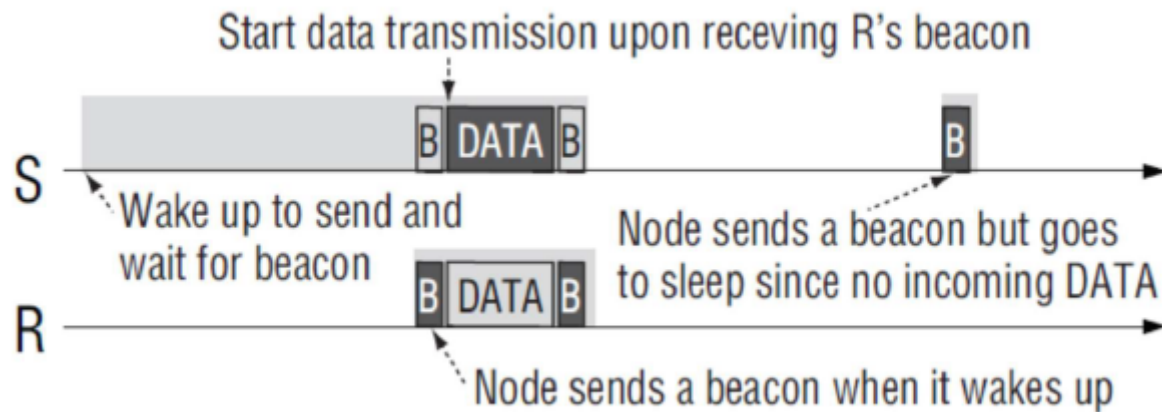 Start data transmission upon receving R's beacon
B DATA B
B
S
Wake up to send and
wait for beacon
Node sends a beacon but goes
to sleep since no incoming DATA
B DATA B
R
Node sends a beacon when it wakes up